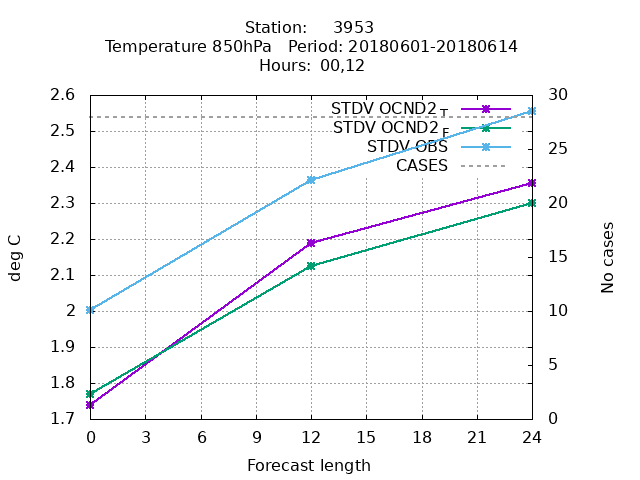 Station: 3953
Temperature 850hPa Period: 20180601-20180614
Hours: 00,12
2.6
2.5
2.4
2.3
2.2
2.1
2
1.9
1.8
1.7
30
25
20
15
10
5
0
0 3 6 9 12 15 18 21 24
deg C
No cases
Forecast length
STDV OCND2 T
STDV OCND2 F
STDV OBS
CASES